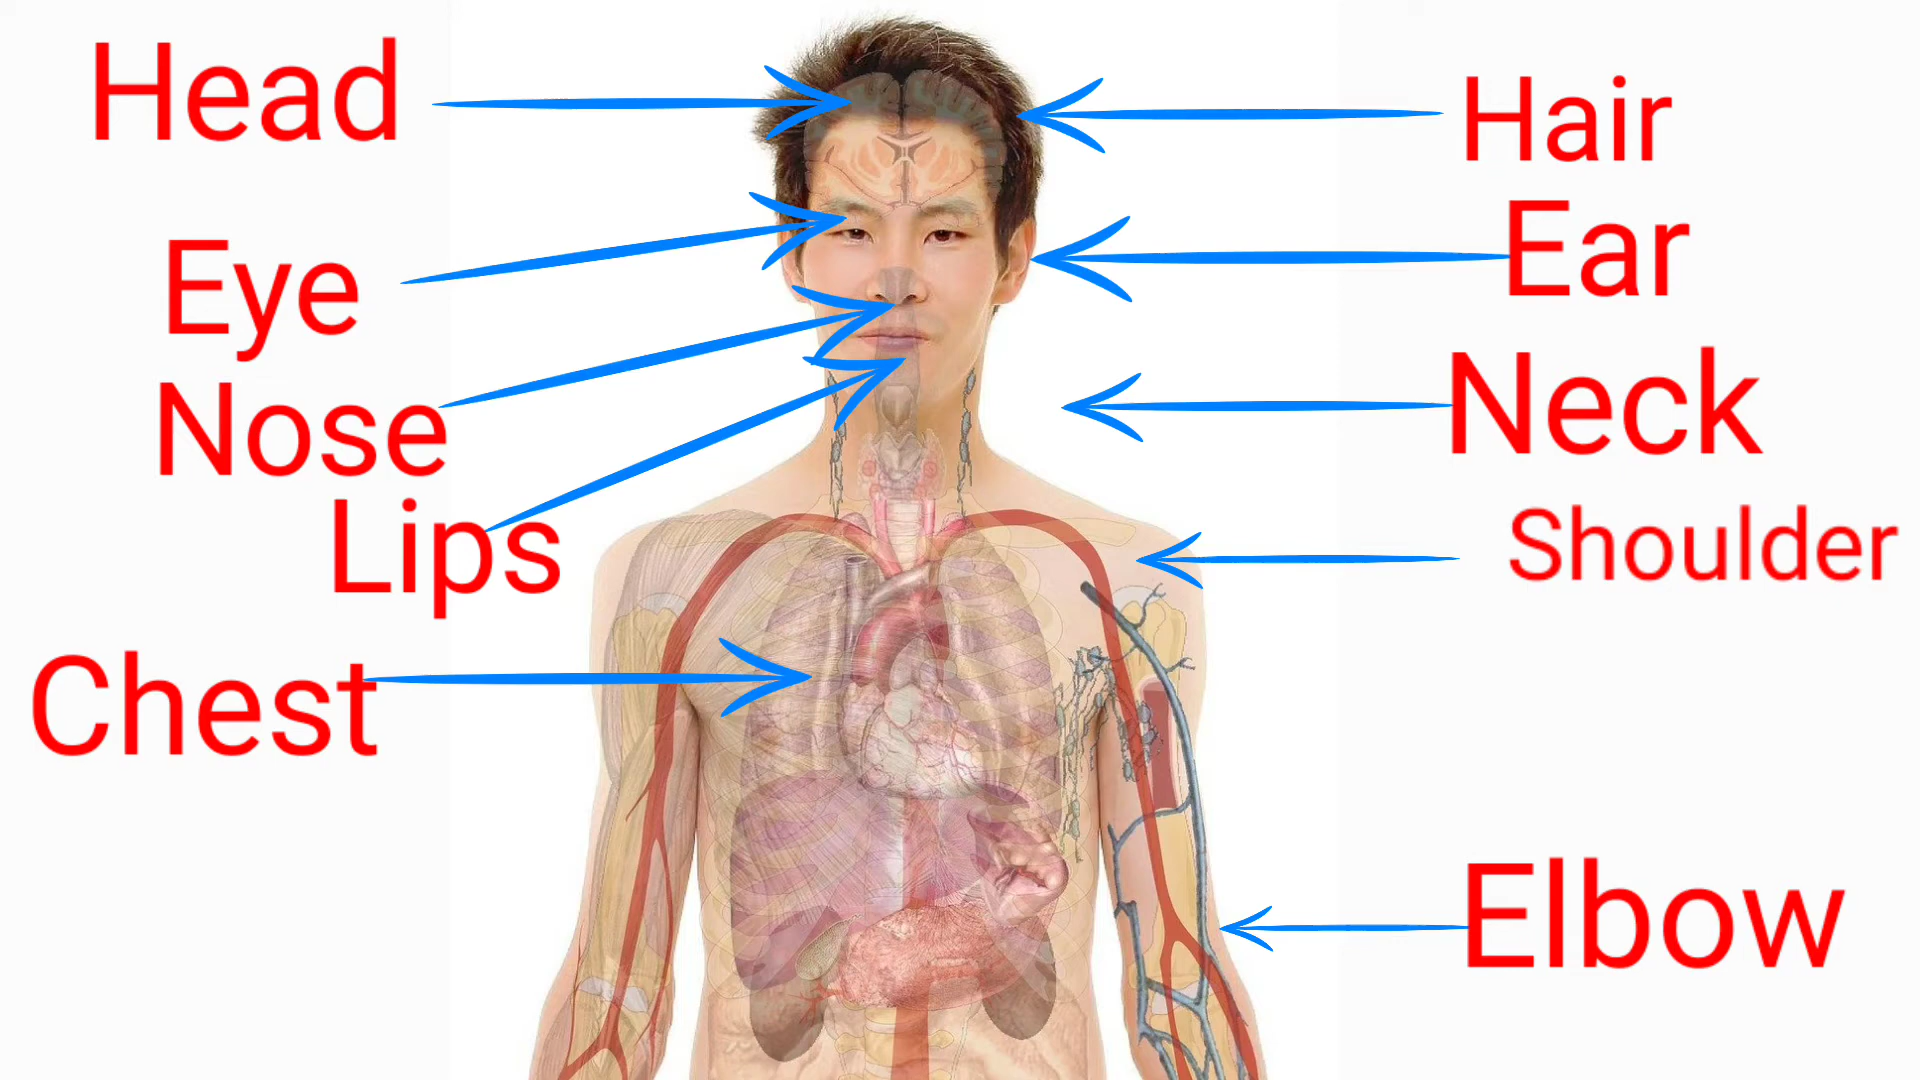 Head
Hair
Eye
Ear
Nose
Neck
Lips
Shoulder
Chest
Elbow